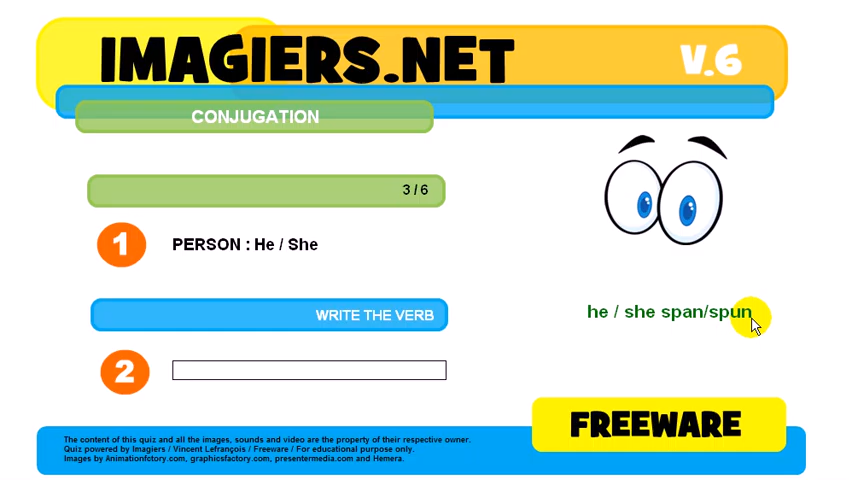 IMAGIERS.NET
V.6
CONJUGATION
3 / 6
1
PERSON : He / She
WRITE THE VERB
he / she span/spun
2
FREEWARE
The content of this quiz and all the images, sounds and video are the property of their respective owner.
Quiz powered by Imagiers / Vincent Lefrançois / Freeware / For educational purpose only.
Images by Animationfctory.com, graphicsfactory.com, presentermedia.com and Hemera.